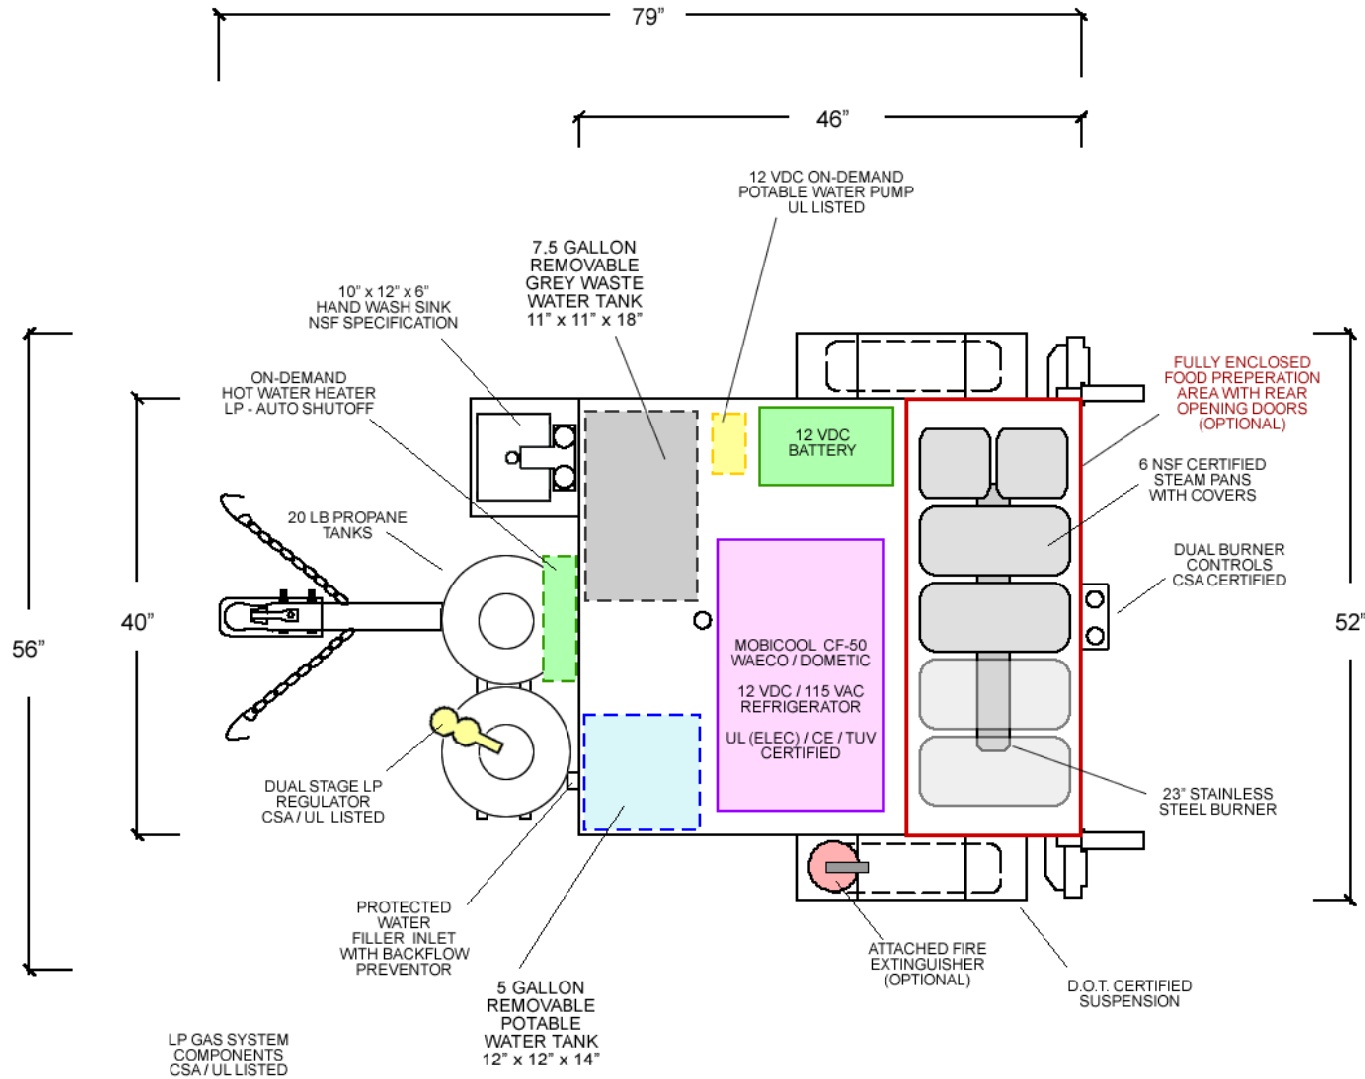 79”
46”
12 VDC ON-DEMAND
POTABLE WATER PUMP
UL LISTED
7.5 GALLON
REMOVABLE
GREY WASTE
WATER TANK
11” x 11” x 18”
10” x 12” x 6”
HAND WASH SINK
NSF SPECIFICATION
ON-DEMAND
HOT WATER HEATER
LP - AUTO SHUTOFF
FULLY ENCLOSED
FOOD PREPERATION
AREA WITH REAR
OPENING DOORS
(OPTIONAL)
12 VDC
BATTERY
6 NSF CERTIFIED
STEAM PANS
WITH COVERS
20 LB PROPANE
TANKS
DUAL BURNER
CONTROLS
CSA CERTIFIED
56”
40”
52”
MOBICOOL CF-50
WAECO / DOMETIC
12 VDC / 115 VAC
REFRIGERATOR
UL (ELEC) / CE / TUV
CERTIFIED
DUAL STAGE LP
REGULATOR
CSA / UL LISTED
23” STAINLESS
STEEL BURNER
PROTECTED
WATER
FILLER INLET
WITH BACKFLOW
PREVENTOR
ATTACHED FIRE
EXTINGUISHER
(OPTIONAL)
D.O.T. CERTIFIED
SUSPENSION
5 GALLON
REMOVABLE
POTABLE
WATER TANK
12” x 12” x 14”
LP GAS SYSTEM
COMPONENTS
CSA / UL LISTED